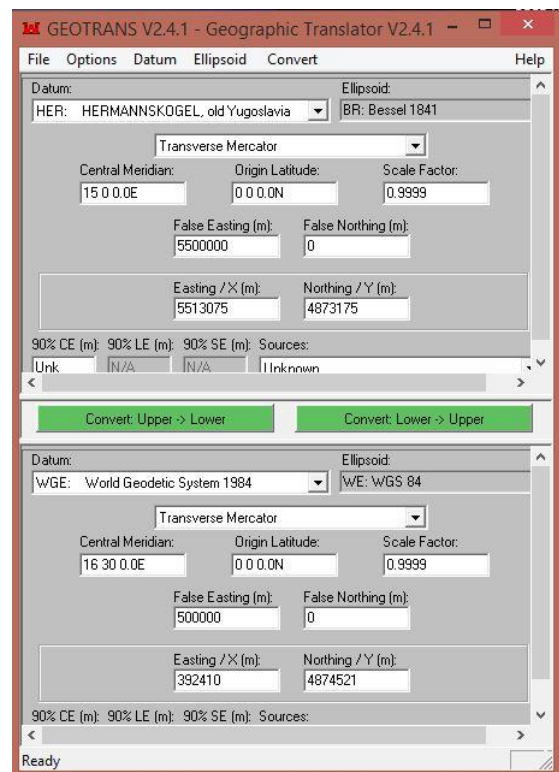 GEOTRANS V2.4.1 - Geographic Translator V2.4.1
File Options Datum Ellipsoid Convert Help
Datum: Ellipsoid:
HER: HERMANNSKOGEL, old Yugoslavia BR: Bessel 1841
Transverse Mercator
Central Meridian: Origin Latitude: Scale Factor:
15 0 0.0E 0 0 0.0N 0.9999
False Easting (m): False Northing (m):
5500000 0
Easting / X (m): Northing / Y (m):
5513075 4873175
90% CE (m): 90% LE (m): 90% SE (m): Sources:
Unk N/A N/A Unknown
Convert: Upper -> Lower Convert: Lower -> Upper
Datum: Ellipsoid:
WGE: World Geodetic System 1984 WE: WGS 84
Transverse Mercator
Central Meridian: Origin Latitude: Scale Factor:
16 30 0.0E 0 0 0.0N 0.9999
False Easting (m): False Northing (m):
500000 0
Easting / X (m): Northing / Y (m):
392410 4874521
90% CE (m): 90% LE (m): 90% SE (m): Sources:
Ready